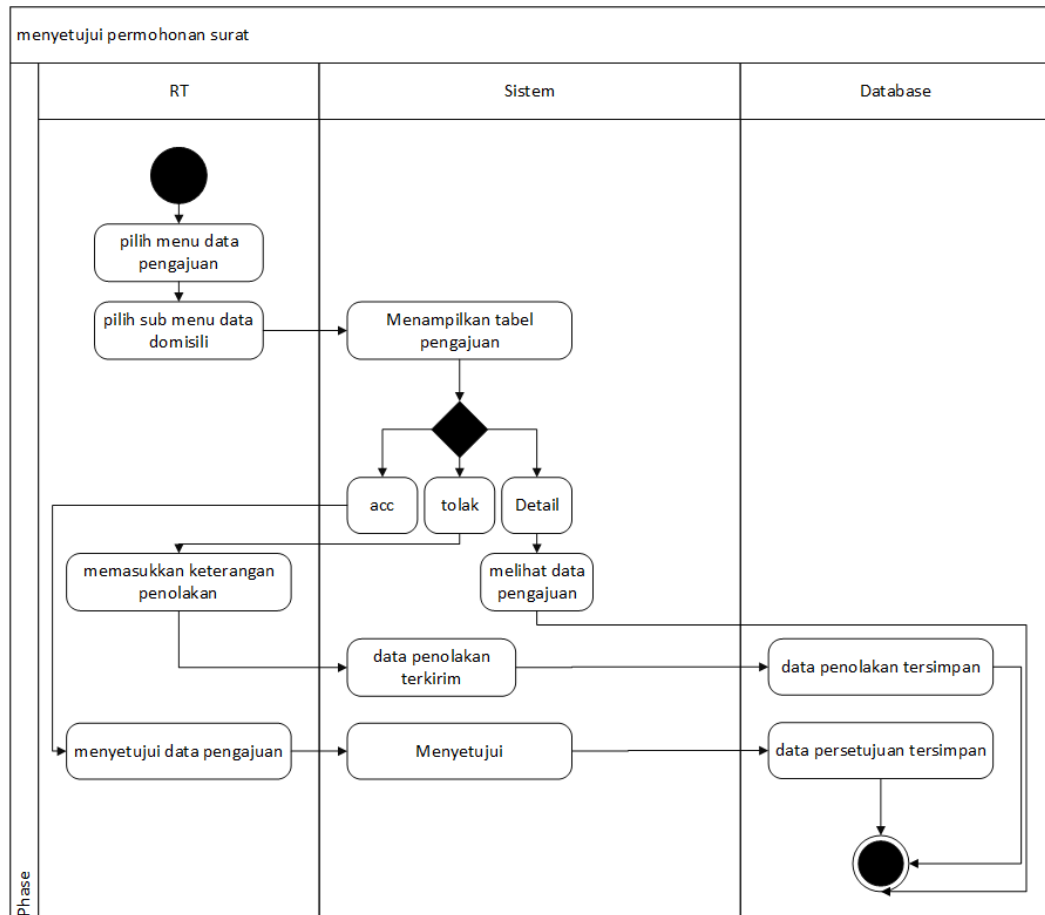 menyetujui permohonan surat
RT
Sistem
Database
pilih menu data
pengajuan
pilih sub menu data
domisili
Menampilkan tabel
pengajuan
acc
tolak
Detail
memasukkan keterangan
penolakan
melihat data
pengajuan
data penolakan
terkirim
data penolakan tersimpan
menyetujui data pengajuan
Menyetujui
data persetujuan tersimpan
Phase